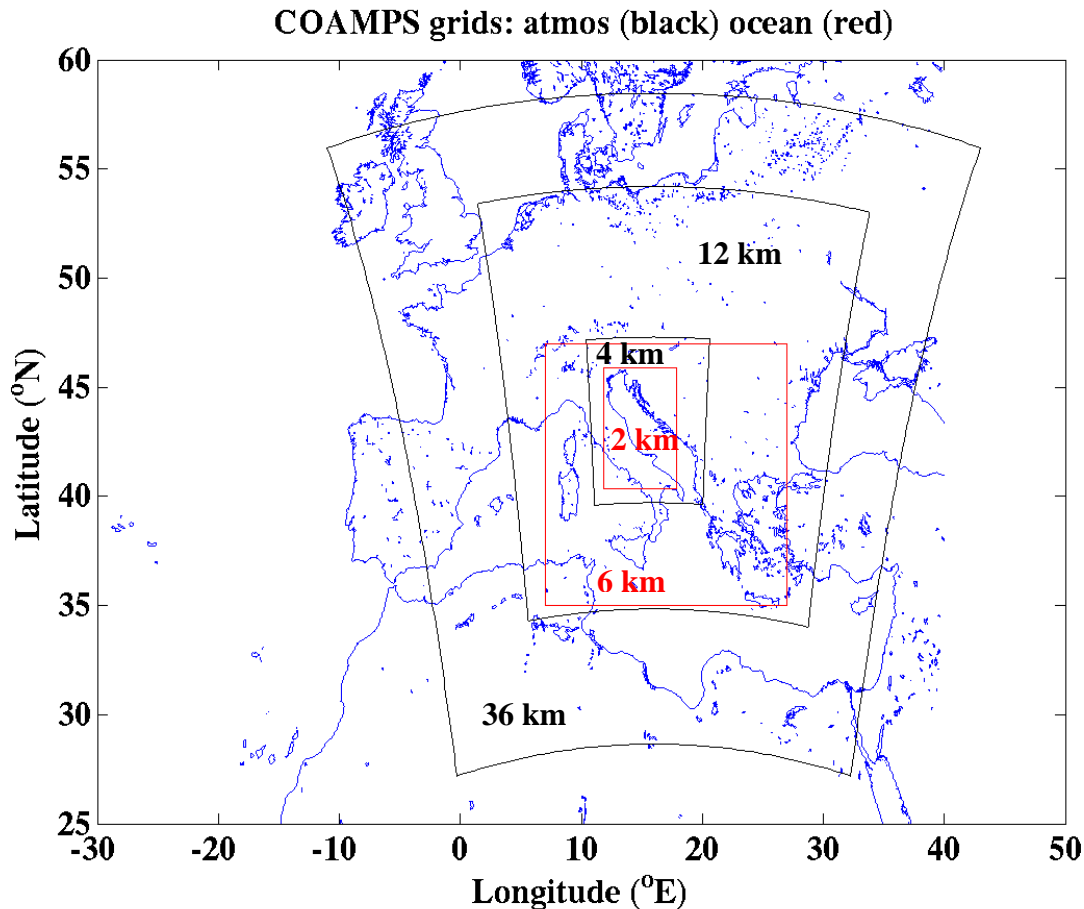 COAMPS grids: atmos (black) ocean (red)
60
55
50
45
40
35
30
25
Latitude (°N)
12 km
4 km
2 km
6 km
36 km
-30 -20 -10 0 10 20 30 40 50
Longitude (°E)